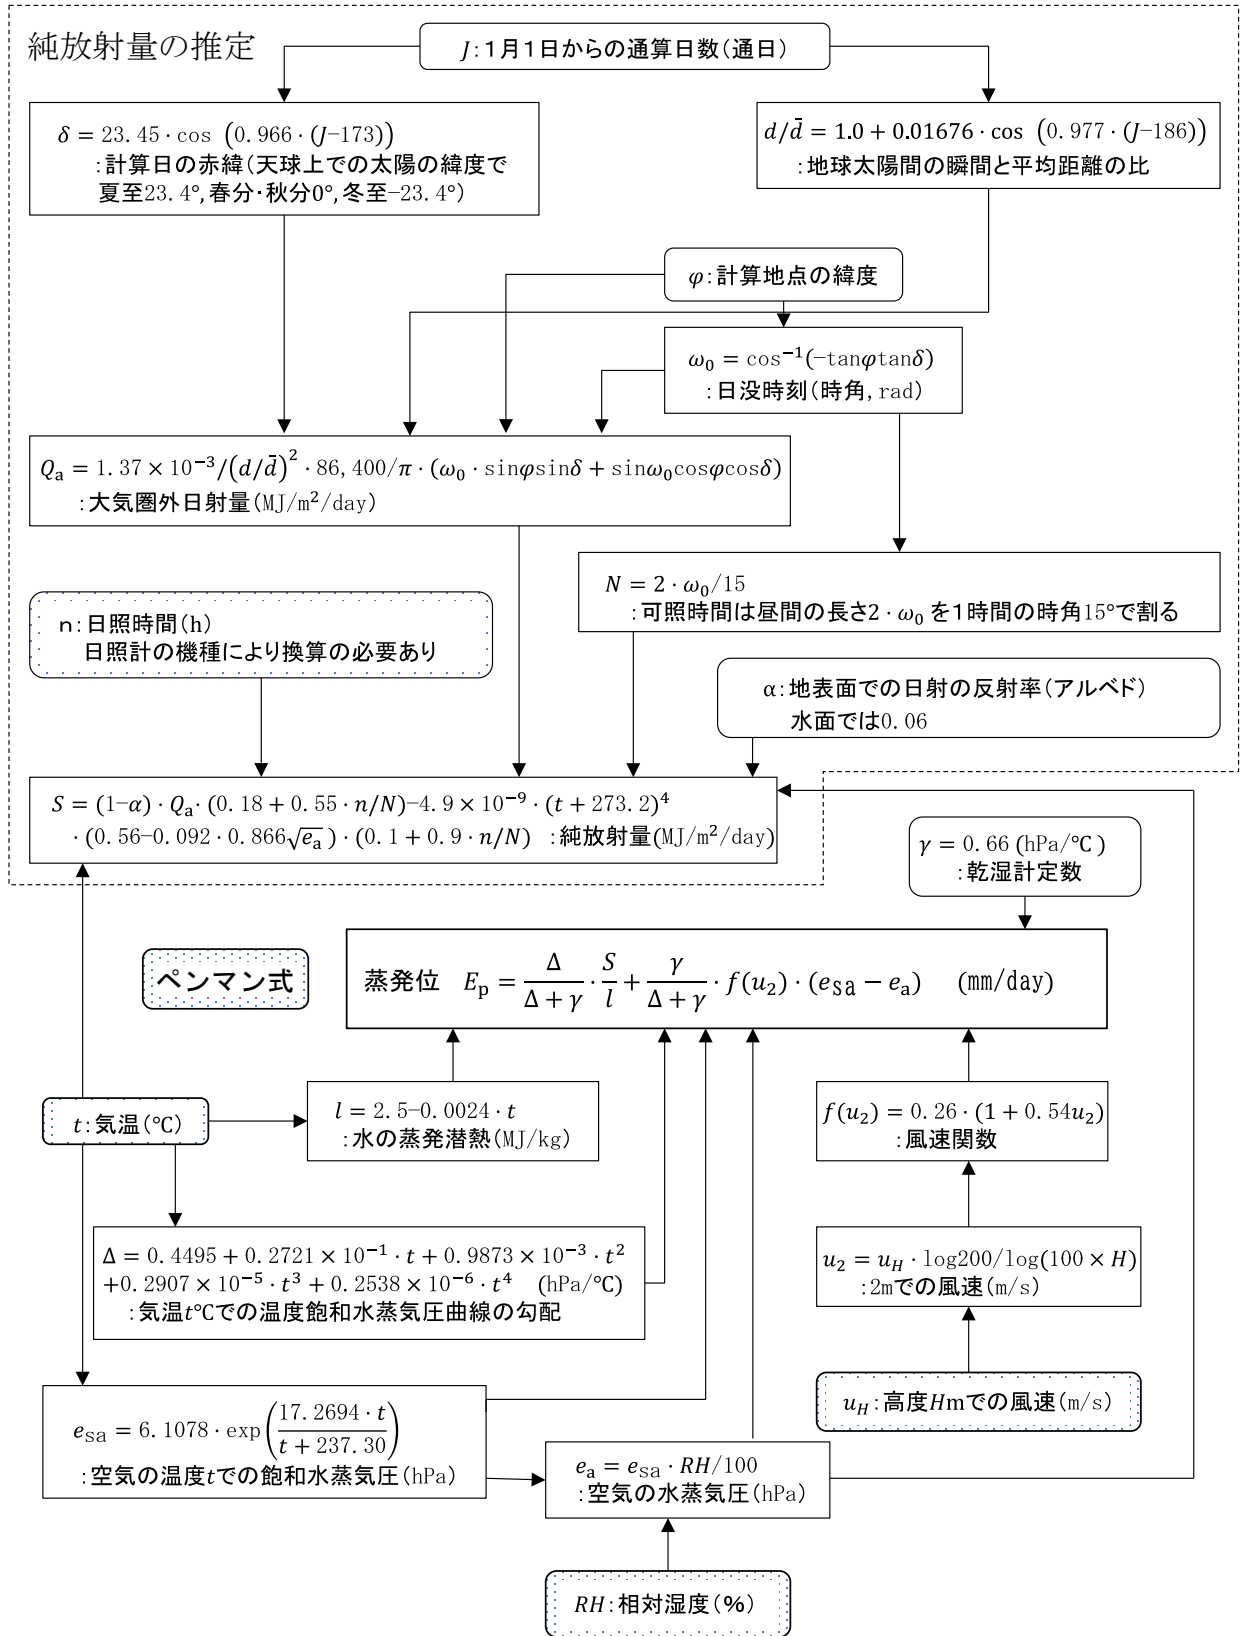 純放射量の推定
J:1月1日からの通算日数(通日)
δ = 23.45·cos (0.966·(J−173))
:計算日の赤緯(天球上での太陽の緯度で
夏至23.4°,春分·秋分0°,冬至−23.4°)
d/d̄ = 1.0 + 0.01676·cos (0.977·(J−186))
:地球太陽間の瞬間と平均距離の比
φ:計算地点の緯度
ω₀ = cos⁻¹(−tanφtanδ)
:日没時刻(時角, rad)
Qₐ = 1.37 × 10⁻³/(d/d̄)² · 86,400/π · (ω₀ · sinφsinδ + sinω₀cosφcosδ)
:大気圏外日射量(MJ/m²/day)
N = 2 · ω₀/15
:可照時間は昼間の長さ2 · ω₀ を1時間の時角15°で割る
n:日照時間(h)
日照計の機種により換算の必要あり
α:地表面での日射の反射率(アルベド)
水面では0.06
S = (1−α) · Qₐ · (0.18 + 0.55 · n/N)−4.9 × 10⁻⁹ · (t + 273.2)⁴
· (0.56−0.092 · 0.866√eₐ) · (0.1 + 0.9 · n/N) :純放射量(MJ/m²/day)
γ = 0.66 (hPa/℃)
:乾湿計定数
ペンマン式
蒸発位 Eₚ = Δ/(Δ + γ) · S/l + γ/(Δ + γ) · f(u₂) · (eₛₐ − eₐ) (mm/day)
t:気温(℃)
l = 2.5−0.0024 · t
:水の蒸発潜熱(MJ/kg)
f(u₂) = 0.26 · (1 + 0.54u₂)
:風速関数
Δ = 0.4495 + 0.2721 × 10⁻¹ · t + 0.9873 × 10⁻³ · t²
+0.2907 × 10⁻⁵ · t³ + 0.2538 × 10⁻⁶ · t⁴ (hPa/℃)
:気温t℃での温度飽和水蒸気圧曲線の勾配
u₂ = u_H · log200/log(100 × H)
:2mでの風速(m/s)
u_H:高度Hmでの風速(m/s)
eₛₐ = 6.1078 · exp(17.2694 · t/(t + 237.30))
:空気の温度tでの飽和水蒸気圧(hPa)
eₐ = eₛₐ · RH/100
:空気の水蒸気圧(hPa)
RH:相対湿度(%)